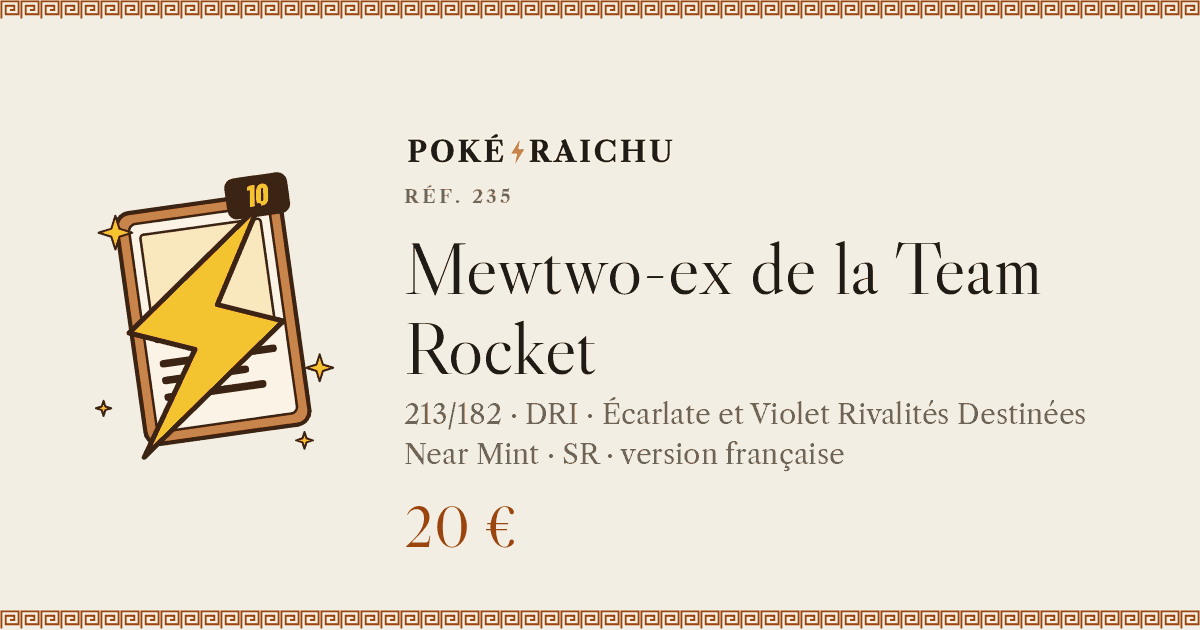 10
POKÉ RAICHU
RÉF. 235
Mewtwo-ex de la Team
Rocket
213/182 · DRI · Écarlate et Violet Rivalités Destinées
Near Mint · SR · version française
20 €